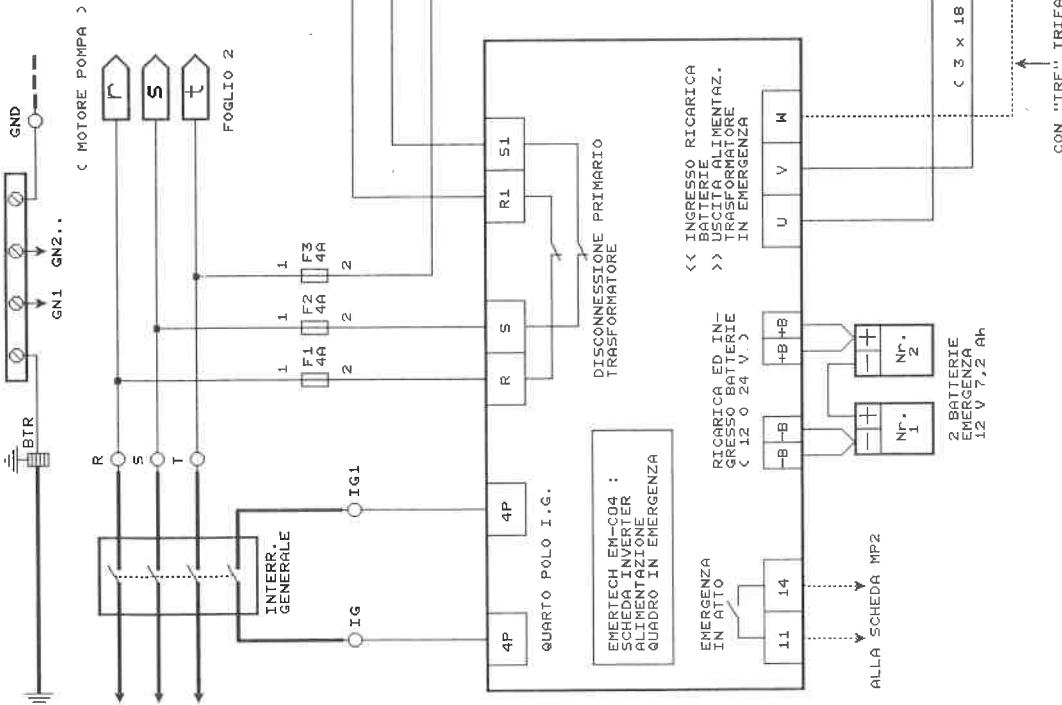 GND
GN2..
GN1
BTR
( MOTORE POMPA )
r
s
t
FOGLIO 2
R
S
T
INTERR.
GENERALE
IG
IG1
1
F1
4A
2
1
F2
4A
2
1
F3
4A
2
4P
4P
R
S
R1
S1
QUARTO POLO I.G.
DISCONNESSIONE PRIMARIO
TRASFORMATORE
EMERTECH EM-C04 :
SCHEDA INVERTER
ALIMENTAZIONE
QUADRO IN EMERGENZA
<< INGRESSO RICARICA
BATTERIE
>> USCITA ALIMENTAZ.
TRASFORMATORE
IN EMERGENZA
EMERGENZA
IN ATTO
RICARICA ED IN-
GRESSO BATTERIE
( 12 O 24 V.)
11
14
-B
-B
+B
+B
U
V
W
ALLA SCHEDA MP2
-
+
Nr.
1
-
+
Nr.
2
2 BATTERIE
EMERGENZA
12 V 7,2 Ah
( 3 x 18
CON "TRE" TRIFA